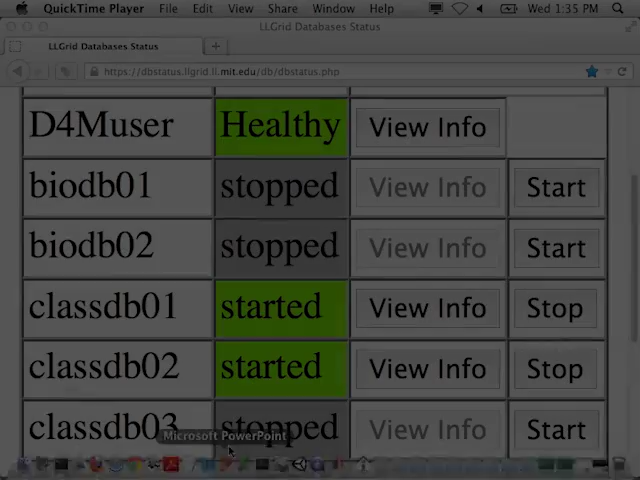 QuickTime Player File Edit View Share Window Help Wed 1:35 PM
LLGrid Databases Status
LLGrid Databases Status
https://dbstatus.llgrid.ll.mit.edu/db/dbstatus.php
D4Muser Healthy View Info
biodb01 stopped View Info Start
biodb02 stopped View Info Start
classdb01 started View Info Stop
classdb02 started View Info Stop
classdb03 stopped View Info Start
Microsoft PowerPoint